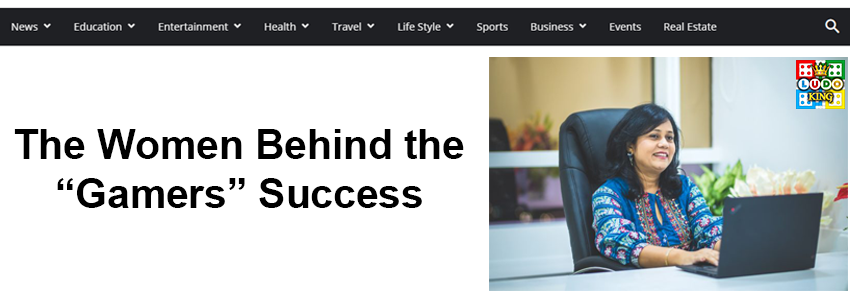 News Education Entertainment Health Travel Life Style Sports Business Events Real Estate
The Women Behind the
“Gamers” Success
LUDO
KING